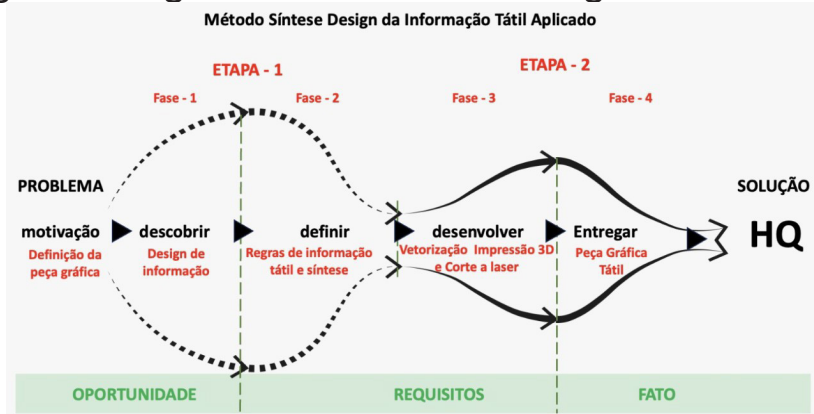 Método Síntese Design da Informação Tátil Aplicado
ETAPA - 1
ETAPA - 2
Fase - 1
Fase - 2
Fase - 3
Fase - 4
PROBLEMA
SOLUÇÃO
motivação
descobrir
definir
desenvolver
Entregar
HQ
Definição da
peça gráfica
Design de
informação
Regras de informação
tátil e síntese
Vetorização Impressão 3D
e Corte a laser
Peça Gráfica
Tátil
OPORTUNIDADE
REQUISITOS
FATO